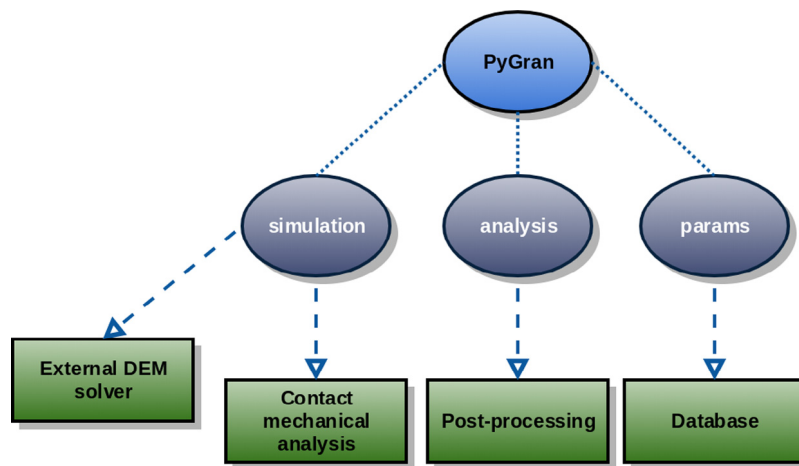 PyGran
simulation
analysis
params
External DEM
solver
Contact
mechanical
analysis
Post-processing
Database